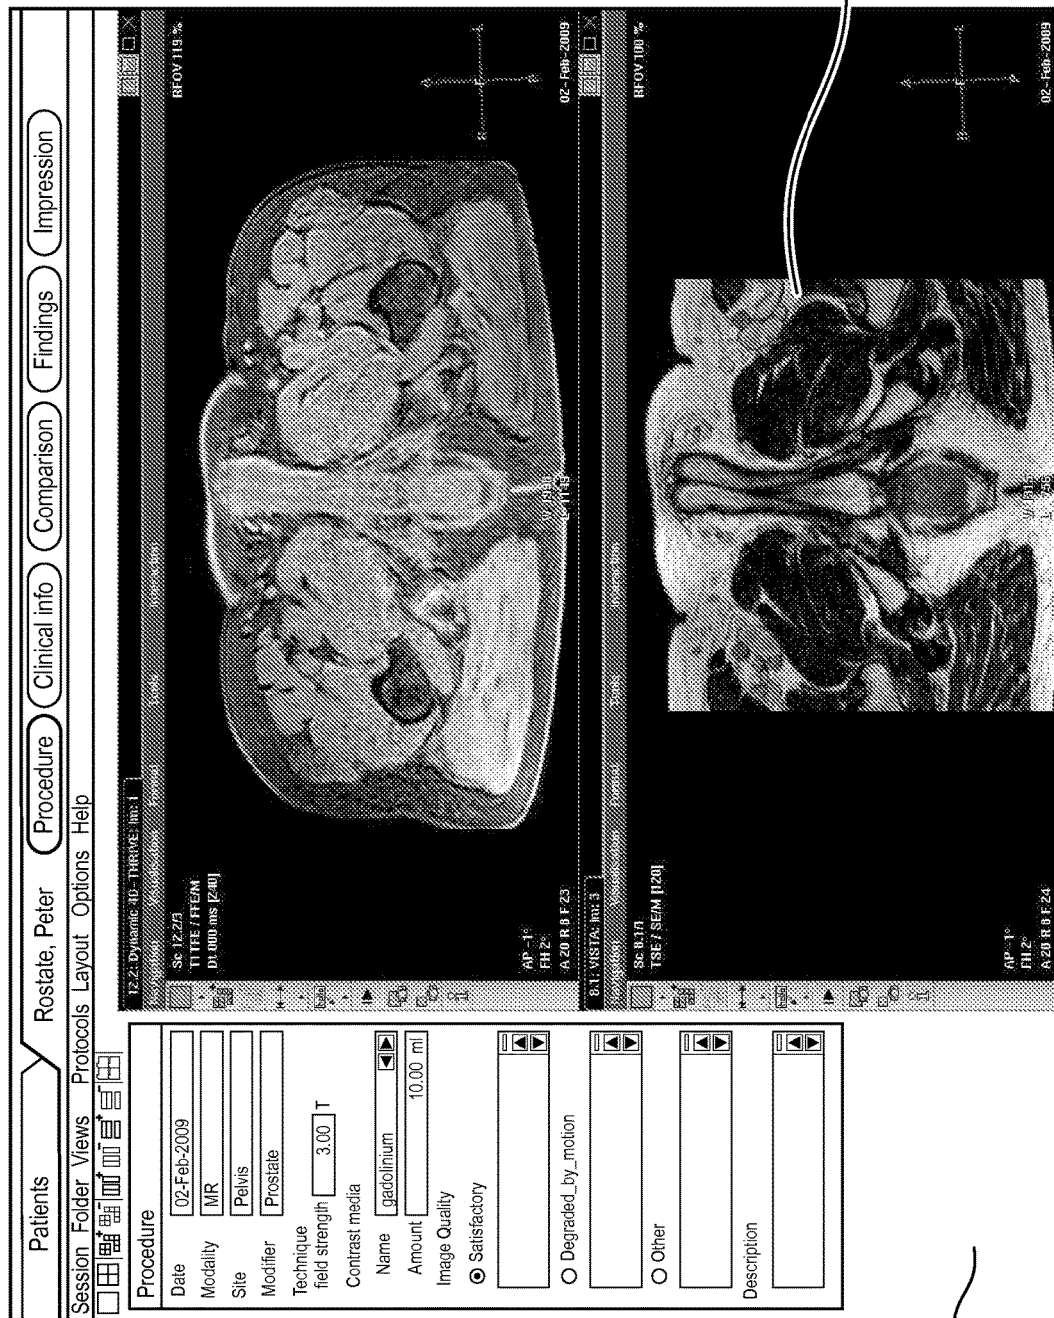 Patients
Rostate, Peter
Procedure
Clinical info
Comparison
Findings
Impression
Session Folder Views Protocols Layout Options Help
Procedure
Date 02-Feb-2009
Modality MR
Site Pelvis
Modifier Prostate
Technique
field strength 3.00 T
Contrast media
Name gadolinium
Amount 10.00 ml
Image Quality
Satisfactory
Degraded_by_motion
Other
Description
12.2: Dynamic 4D-THRIVE: Im: 1
Sc 12.2/3
T1 TFE / FFE/M
RFOV 119 %
AP -1°
FH 2°
A 20 R 8 F 23
02-Feb-2009
8.1: VISTA: Im: 3
Sc 8.1/1
TSE / SE/M [120]
RFOV 100 %
AP -1°
FH 2°
A 20 R 8 F 24
02-Feb-2009